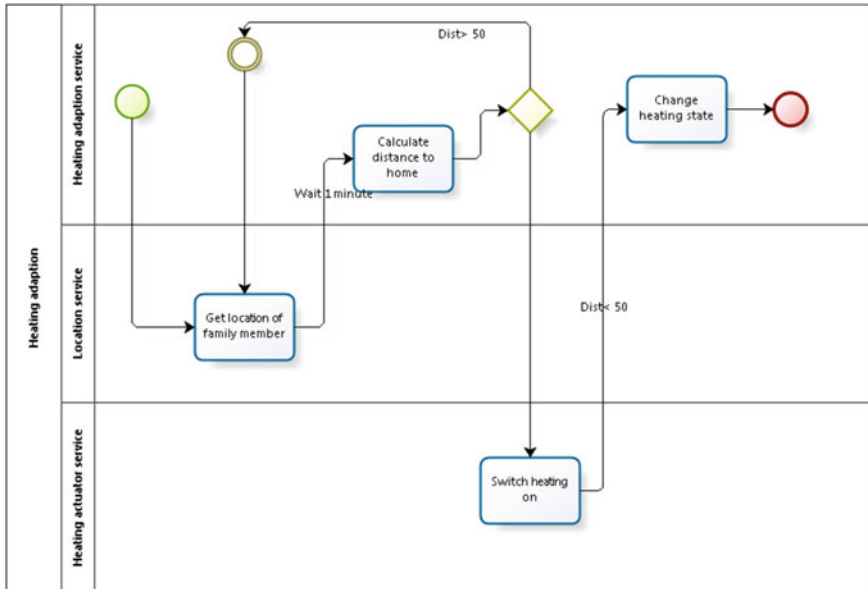 Heating adaption
Heating adaption service
Location service
Heating actuator service
Dist> 50
Change
heating state
Calculate
distance to
home
Wait 1 minute
Get location of
family member
Dist< 50
Switch heating
on